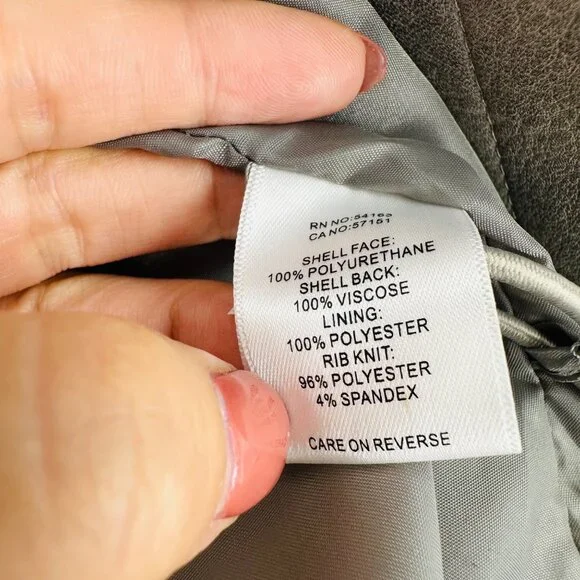 RN NO:54163
CA NO:57151
SHELL FACE:
100% POLYURETHANE
SHELL BACK:
100% VISCOSE
LINING:
100% POLYESTER
RIB KNIT:
96% POLYESTER
4% SPANDEX
CARE ON REVERSE